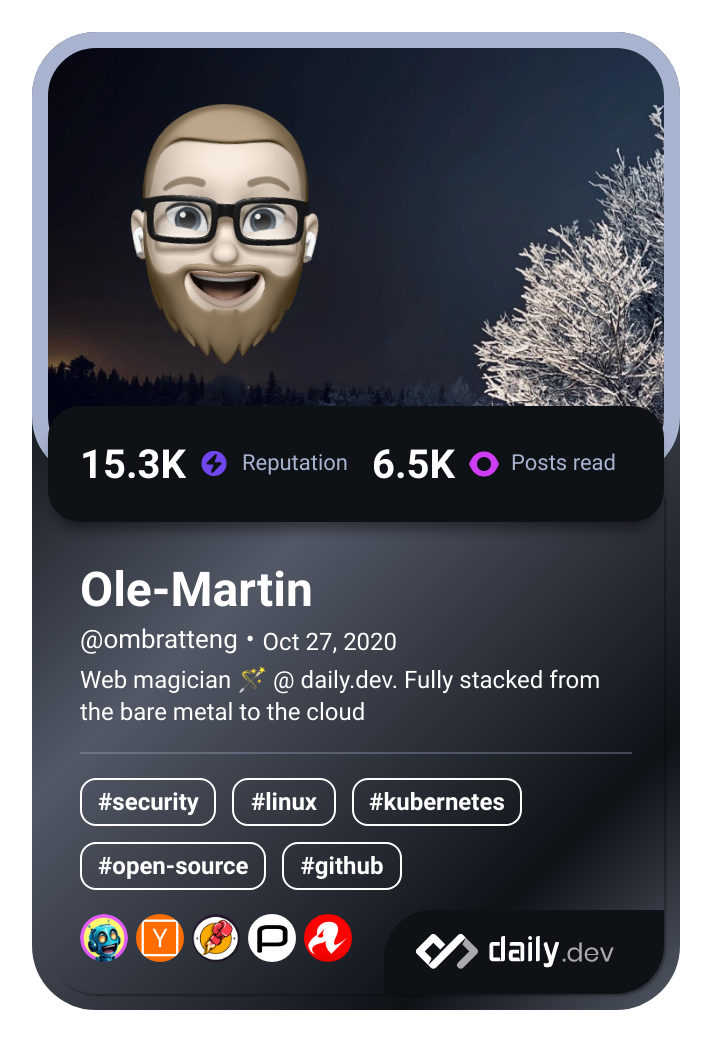 15.3K Reputation 6.5K Posts read
Ole-Martin
@ombratteng • Oct 27, 2020
Web magician 🪄 @ daily.dev. Fully stacked from
the bare metal to the cloud
#security #linux #kubernetes
#open-source #github
Y
daily.dev